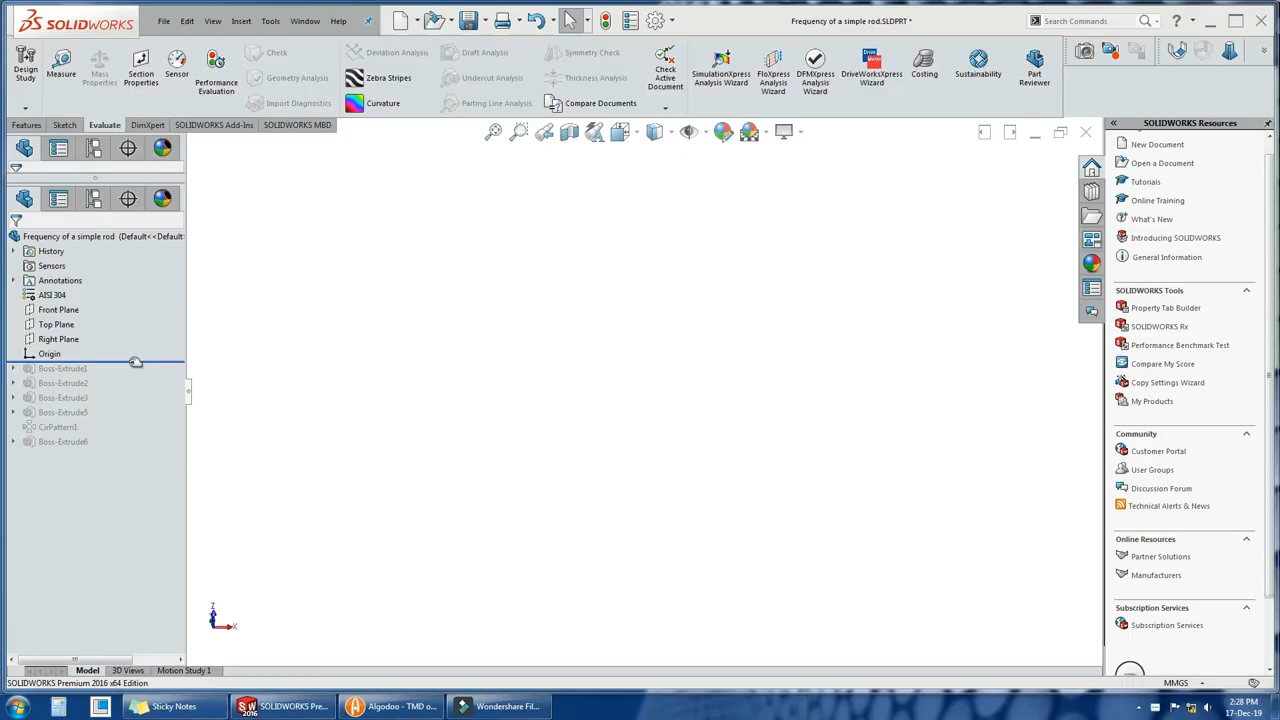 SOLIDWORKS File Edit View Insert Tools Window Help Frequency of a simple rod.SLDPRT * Search Commands ?
Design Study
Measure
Mass Properties
Section Properties
Sensor
Performance Evaluation
Check
Geometry Analysis
Import Diagnostics
Deviation Analysis
Zebra Stripes
Curvature
Draft Analysis
Undercut Analysis
Parting Line Analysis
Symmetry Check
Thickness Analysis
Compare Documents
Check Active Document
SimulationXpress Analysis Wizard
FloXpress Analysis Wizard
DFMXpress Analysis Wizard
DriveWorksXpress Wizard
Costing
Sustainability
Part Reviewer
Features Sketch Evaluate DimXpert SOLIDWORKS Add-Ins SOLIDWORKS MBD
Frequency of a simple rod (Default<<Default>
History
Sensors
Annotations
AISI 304
Front Plane
Top Plane
Right Plane
Origin
Boss-Extrude1
Boss-Extrude2
Boss-Extrude3
Boss-Extrude5
CirPattern1
Boss-Extrude6
Z
X
SOLIDWORKS Resources
New Document
Open a Document
Tutorials
Online Training
What's New
Introducing SOLIDWORKS
General Information
SOLIDWORKS Tools
Property Tab Builder
SOLIDWORKS Rx
Performance Benchmark Test
Compare My Score
Copy Settings Wizard
My Products
Community
Customer Portal
User Groups
Discussion Forum
Technical Alerts & News
Online Resources
Partner Solutions
Manufacturers
Subscription Services
Subscription Services
Model 3D Views Motion Study 1
SOLIDWORKS Premium 2016 x64 Edition MMGS
Sticky Notes SW 2016 SOLIDWORKS Pre... Algodoo - TMD o... Wondershare Fil... 2:28 PM
17-Dec-19